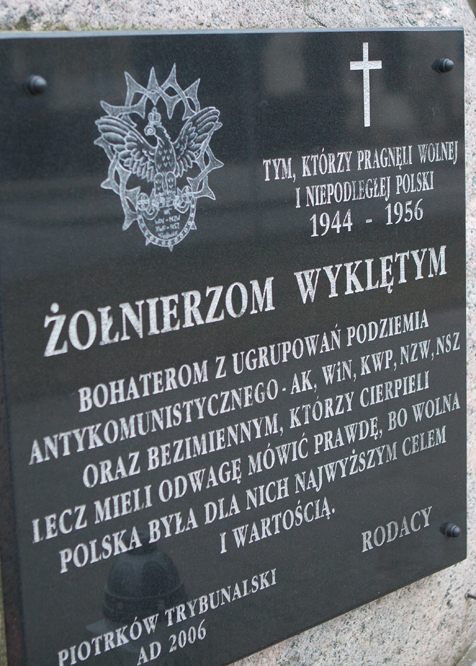 TYM, KTÓRZY PRAGNĘLI WOLNEJ
I NIEPODLEGŁEJ POLSKI
1944 - 1956
ŻOŁNIERZOM WYKLĘTYM
BOHATEROM Z UGRUPOWAŃ PODZIEMIA
ANTYKOMUNISTYCZNEGO - AK, WiN, KWP, NZW, NSZ
ORAZ BEZIMIENNYM, KTÓRZY CIERPIELI
LECZ MIELI ODWAGĘ MÓWIĆ PRAWDĘ, BO WOLNA
POLSKA BYŁA DLA NICH NAJWYŻSZYM CELEM
I WARTOŚCIĄ.
RODACY
PIOTRKÓW TRYBUNALSKI
AD 2006